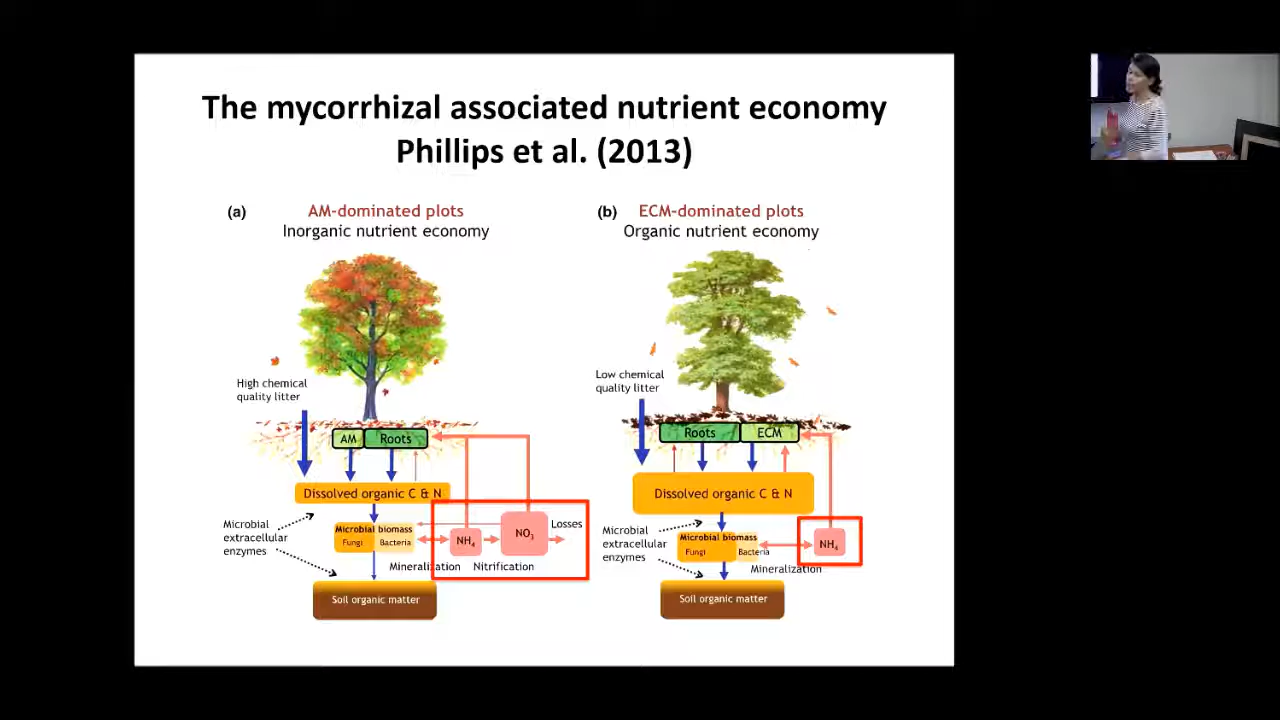 The mycorrhizal associated nutrient economy
Phillips et al. (2013)
(a)
AM-dominated plots
Inorganic nutrient economy
High chemical
quality litter
AM
Roots
Dissolved organic C & N
Microbial
extracellular
enzymes
Microbial biomass
Fungi
Bacteria
NH4
NO3
Losses
Mineralization
Nitrification
Soil organic matter
(b)
ECM-dominated plots
Organic nutrient economy
Low chemical
quality litter
Roots
ECM
Dissolved organic C & N
Microbial
extracellular
enzymes
Microbial biomass
Fungi
Bacteria
NH4
Mineralization
Soil organic matter